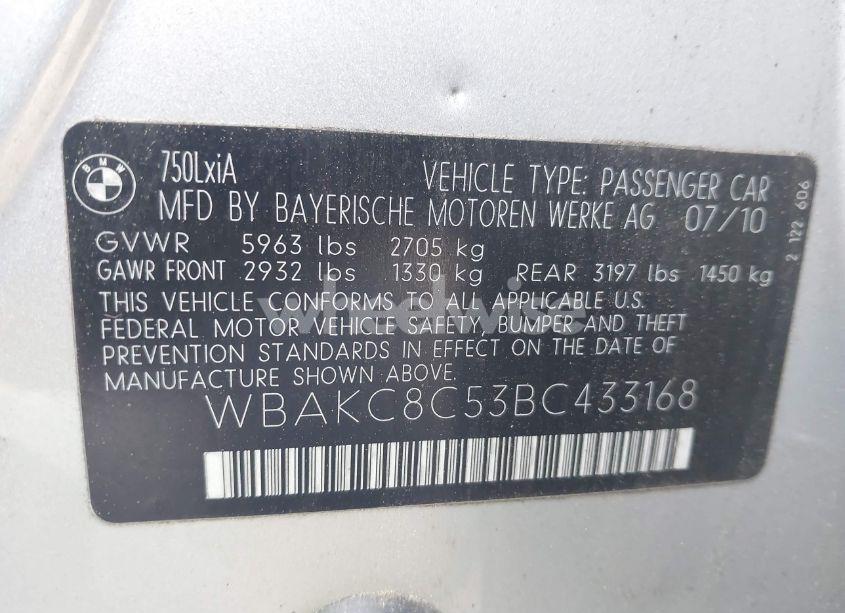 BMW
750LxiA VEHICLE TYPE: PASSENGER CAR
MFD BY BAYERISCHE MOTOREN WERKE AG 07/10
GVWR 5963 lbs 2705 kg
GAWR FRONT 2932 lbs 1330 kg REAR 3197 lbs 1450 kg
THIS VEHICLE CONFORMS TO ALL APPLICABLE U.S.
FEDERAL MOTOR VEHICLE SAFETY, BUMPER AND THEFT
PREVENTION STANDARDS IN EFFECT ON THE DATE OF
MANUFACTURE SHOWN ABOVE.
WBAKC8C53BC433168
2 122 6D6
wheelwise